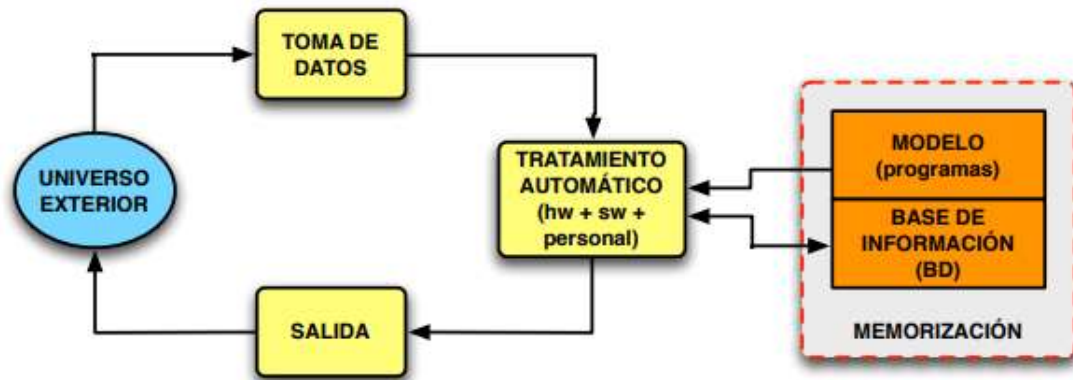 TOMA DE
DATOS
UNIVERSO
EXTERIOR
TRATAMIENTO
AUTOMÁTICO
(hw + sw +
personal)
MODELO
(programas)
BASE DE
INFORMACIÓN
(BD)
SALIDA
MEMORIZACIÓN